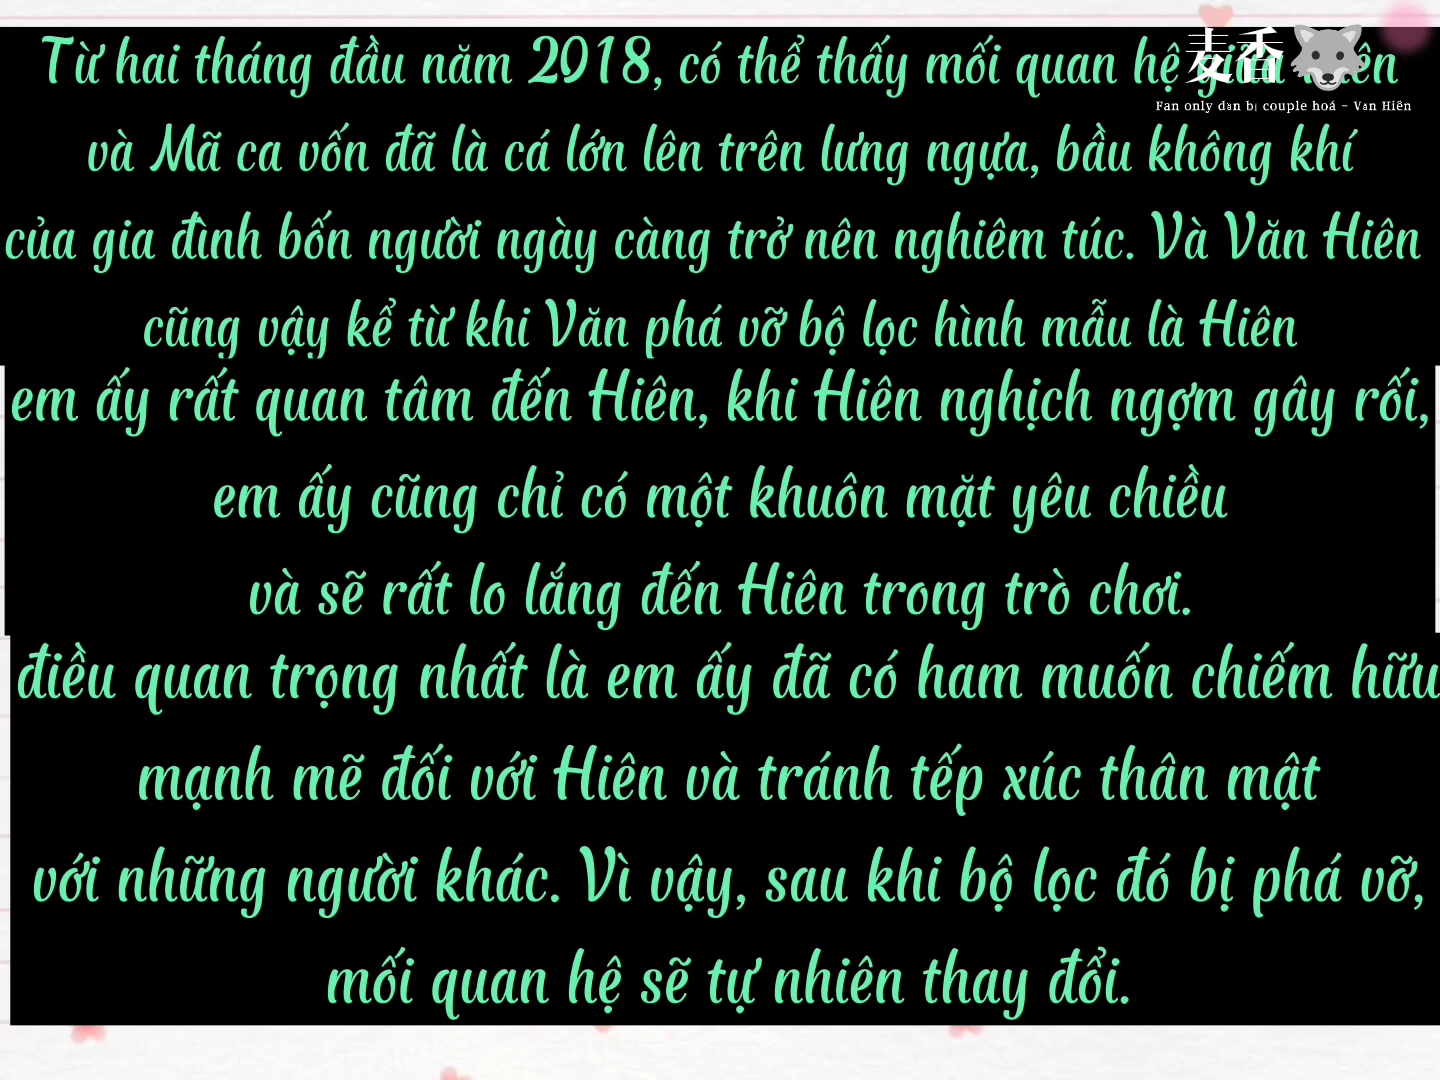 Từ hai tháng đầu năm 2018, có thể thấy mối quan hệ giữa
và Mã ca vốn đã là cá lớn lên trên lưng ngựa, bầu không khí
của gia đình bốn người ngày càng trở nên nghiêm túc. Và Văn Hiên
cũng vậy kể từ khi Văn phá vỡ bộ lọc hình mẫu là Hiên
em ấy rất quan tâm đến Hiên, khi Hiên nghịch ngợm gây rối,
em ấy cũng chỉ có một khuôn mặt yêu chiều
và sẽ rất lo lắng đến Hiên trong trò chơi.
điều quan trọng nhất là em ấy đã có ham muốn chiếm hữu
mạnh mẽ đối với Hiên và tránh tếp xúc thân mật
với những người khác. Vì vậy, sau khi bộ lọc đó bị phá vỡ,
mối quan hệ sẽ tự nhiên thay đổi.
麦香
Fan only dan bị couple hoá - Văn Hiên